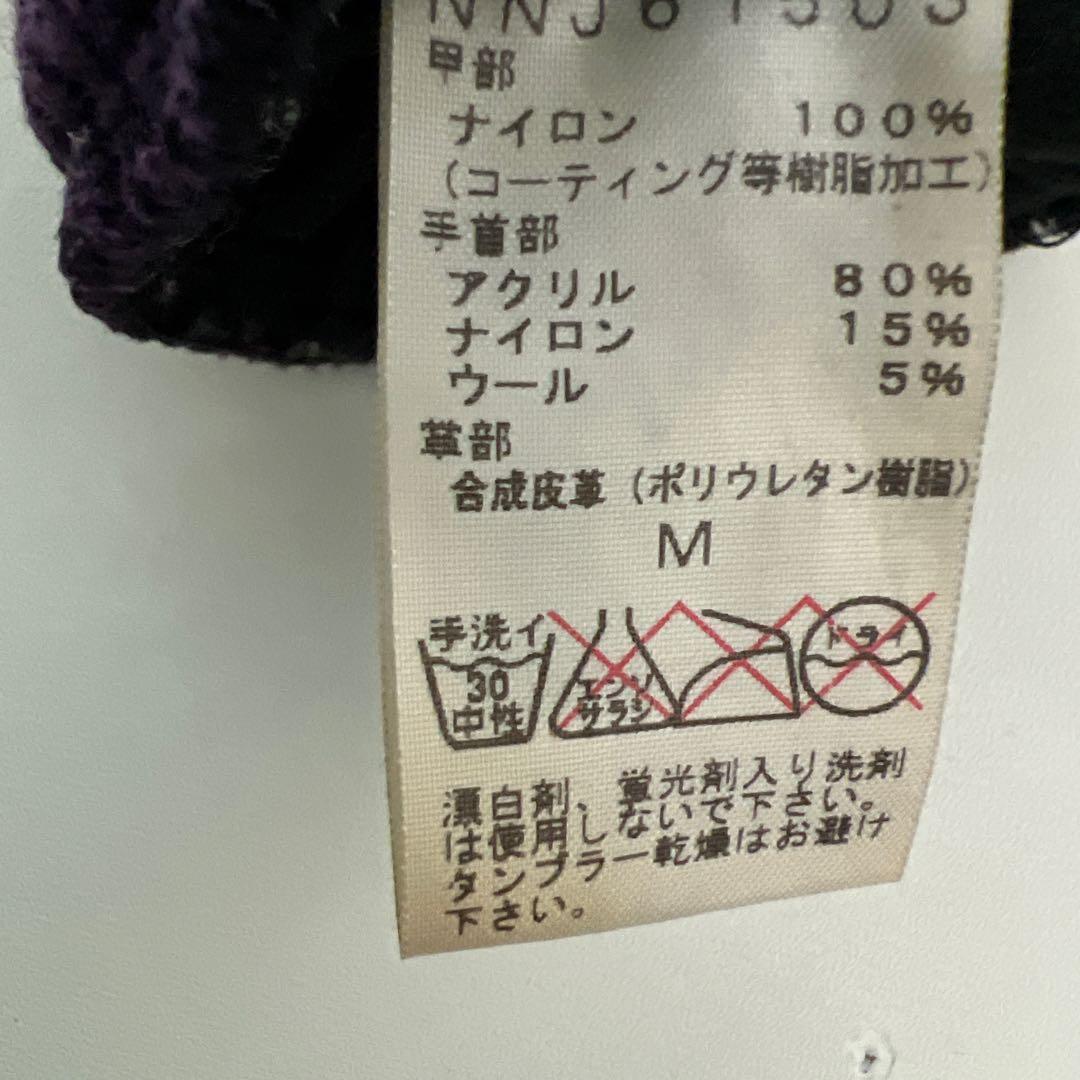 NNJ61503
甲部
ナイロン 100%
(コーティング等樹脂加工)
手首部
アクリル 80%
ナイロン 15%
ウール 5%
革部
合成皮革(ポリウレタン樹脂)
M
手洗イ
30
中性
エンソ
サラシ
ドライ
漂白剤、蛍光剤入り洗剤
は使用しないで下さい。
タンブラー乾燥はお避け
下さい。